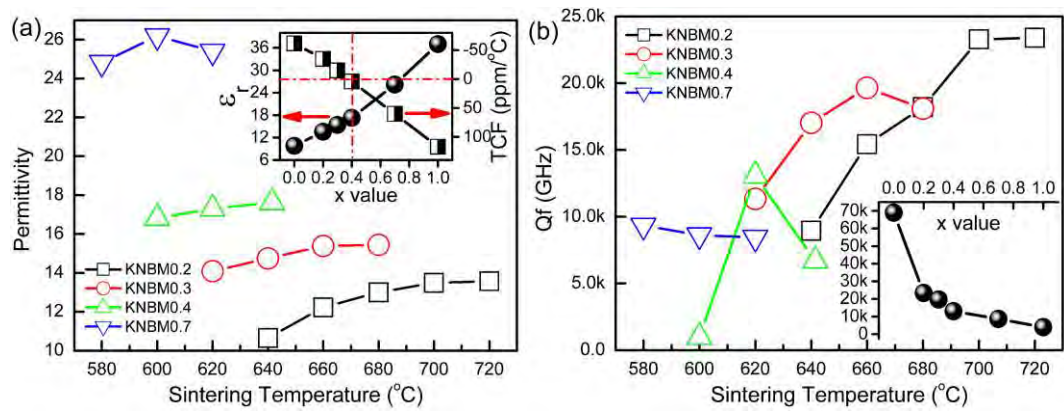 (a)
Permittivity
26
24
22
20
18
16
14
12
10
580 600 620 640 660 680 700 720
Sintering Temperature (°C)
KNBM0.2
KNBM0.3
KNBM0.4
KNBM0.7
εr
36
30
24
18
12
6
0.0 0.2 0.4 0.6 0.8 1.0
x value
-50
0
50
100
TCF (ppm/°C)
(b)
Qf (GHz)
25.0k
20.0k
15.0k
10.0k
5.0k
0.0
580 600 620 640 660 680 700 720
Sintering Temperature (°C)
KNBM0.2
KNBM0.3
KNBM0.4
KNBM0.7
0.0 0.2 0.4 0.6 0.8 1.0
x value
70k
60k
50k
40k
30k
20k
10k
0